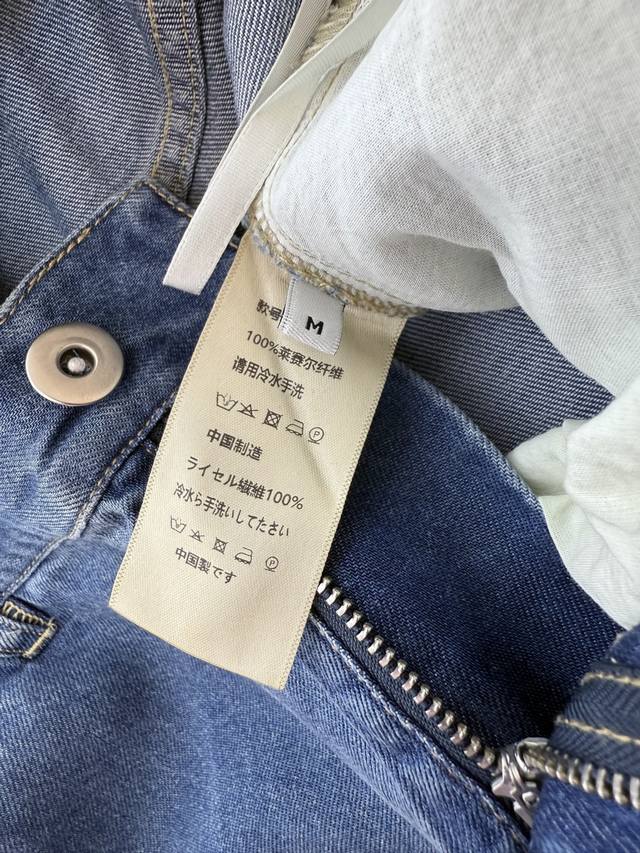 款号
M
100%莱赛尔纤维
请用冷水手洗
中国制造
ライセル繊維100%
冷水ら手洗いしてたさい
中国製です